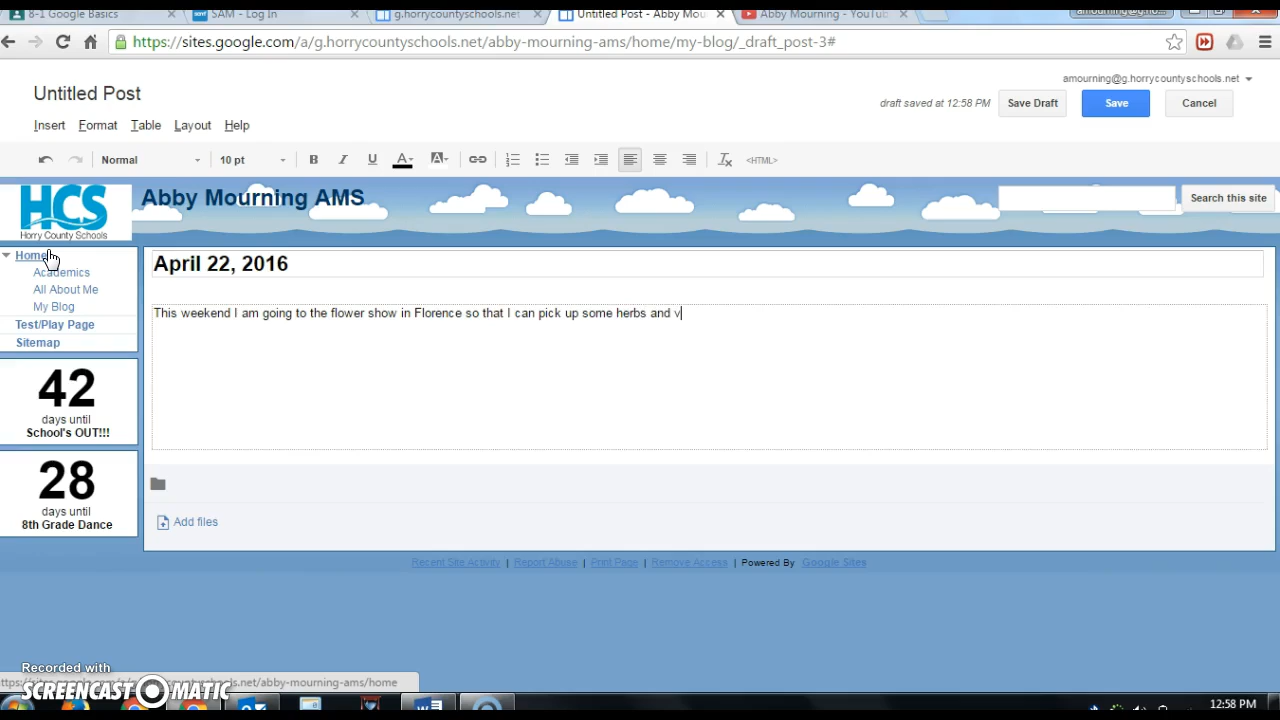 8-1 Google Basics
SAM - Log In
g.horrycountyschools.net/
Untitled Post - Abby Mou
Abby Mourning - YouTu
https://sites.google.com/a/g.horrycountyschools.net/abby-mourning-ams/home/my-blog/_draft_post-3#
amourning@g.horrycountyschools.net
Untitled Post
draft saved at 12:58 PM
Save Draft
Save
Cancel
Insert Format Table Layout Help
Normal 10 pt B I U A A <HTML>
HCS
Horry County Schools
Abby Mourning AMS
Search this site
Home
Academics
All About Me
My Blog
Test/Play Page
Sitemap
42
days until
School's OUT!!!
28
days until
8th Grade Dance
April 22, 2016
This weekend I am going to the flower show in Florence so that I can pick up some herbs and v
Add files
Recent Site Activity | Report Abuse | Print Page | Remove Access | Powered By Google Sites
Recorded with
SCREENCAST MATIC
abby-mourning-ams/home
12:58 PM